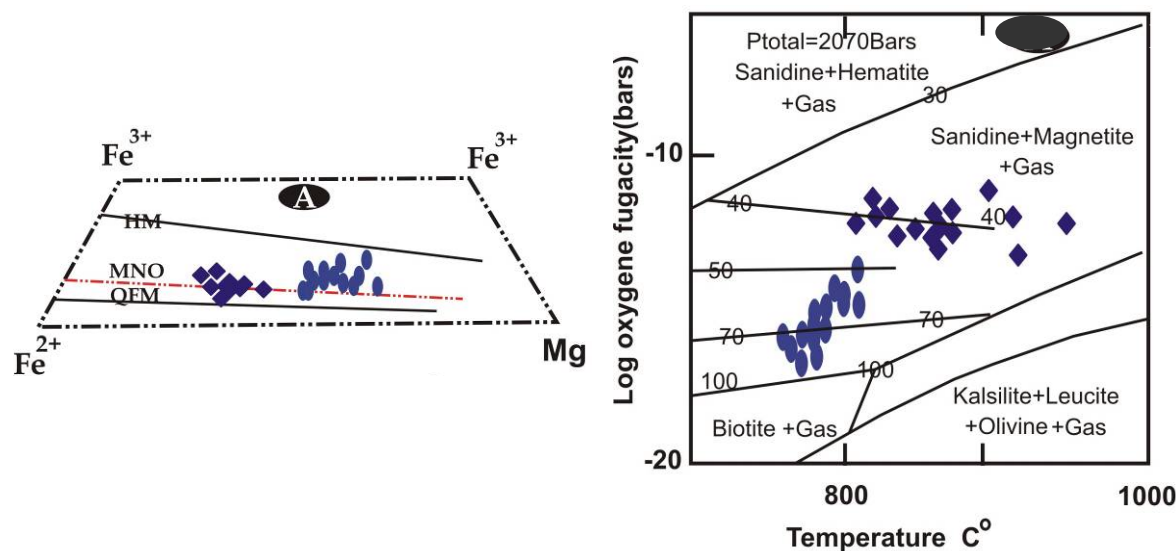 Fe3+
Fe3+
A
HM
MNO
QFM
Fe2+
Mg
Log oxygene fugacity(bars)
-10
-20
Ptotal=2070Bars
Sanidine+Hematite
+Gas
30
Sanidine+Magnetite
+Gas
40
40
50
70
70
100
100
Biotite +Gas
Kalsilite+Leucite
+Olivine +Gas
800
1000
Temperature C°